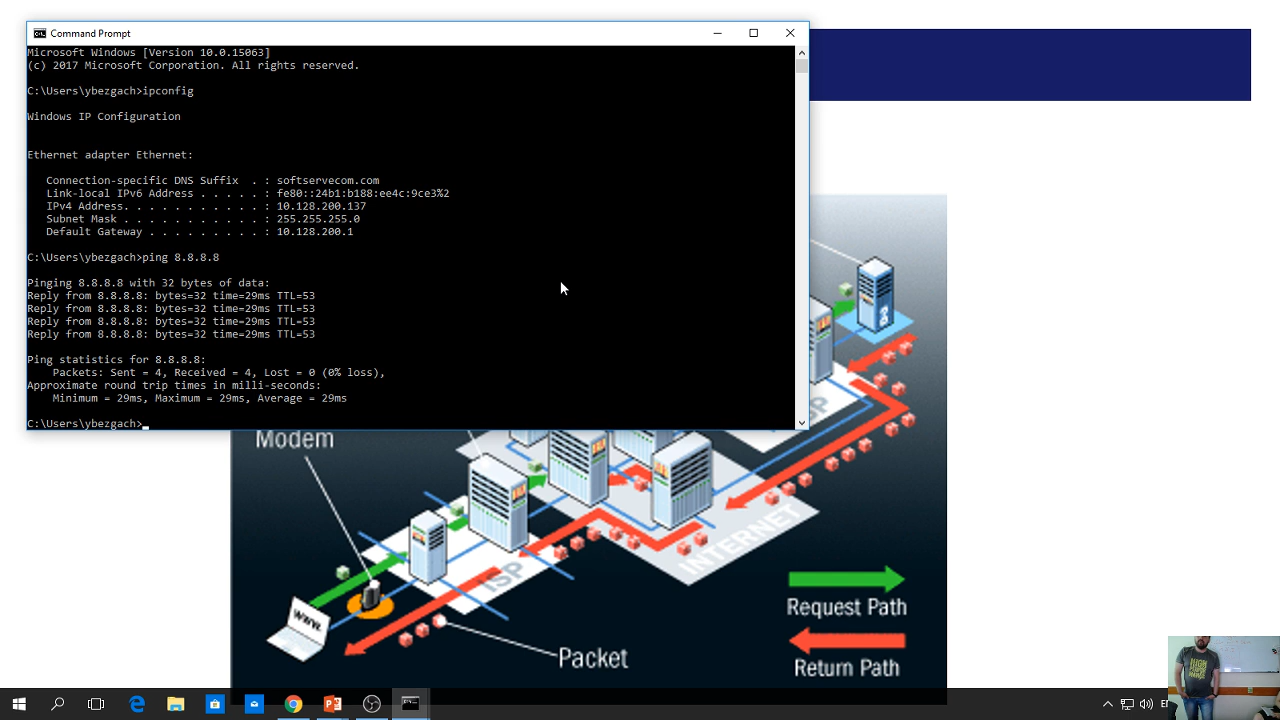 Command Prompt
Microsoft Windows [Version 10.0.15063]
(c) 2017 Microsoft Corporation. All rights reserved.
C:\Users\ybezgach>ipconfig
Windows IP Configuration
Ethernet adapter Ethernet:
Connection-specific DNS Suffix  . : softservecom.com
Link-local IPv6 Address . . . . . : fe80::24b1:b188:ee4c:9ce3%2
IPv4 Address. . . . . . . . . . . : 10.128.200.137
Subnet Mask . . . . . . . . . . . : 255.255.255.0
Default Gateway . . . . . . . . . : 10.128.200.1
C:\Users\ybezgach>ping 8.8.8.8
Pinging 8.8.8.8 with 32 bytes of data:
Reply from 8.8.8.8: bytes=32 time=29ms TTL=53
Reply from 8.8.8.8: bytes=32 time=29ms TTL=53
Reply from 8.8.8.8: bytes=32 time=29ms TTL=53
Reply from 8.8.8.8: bytes=32 time=29ms TTL=53
Ping statistics for 8.8.8.8:
Packets: Sent = 4, Received = 4, Lost = 0 (0% loss),
Approximate round trip times in milli-seconds:
Minimum = 29ms, Maximum = 29ms, Average = 29ms
C:\Users\ybezgach>
Modem
INTERNET
ISP
www.
Request Path
Packet
Return Path